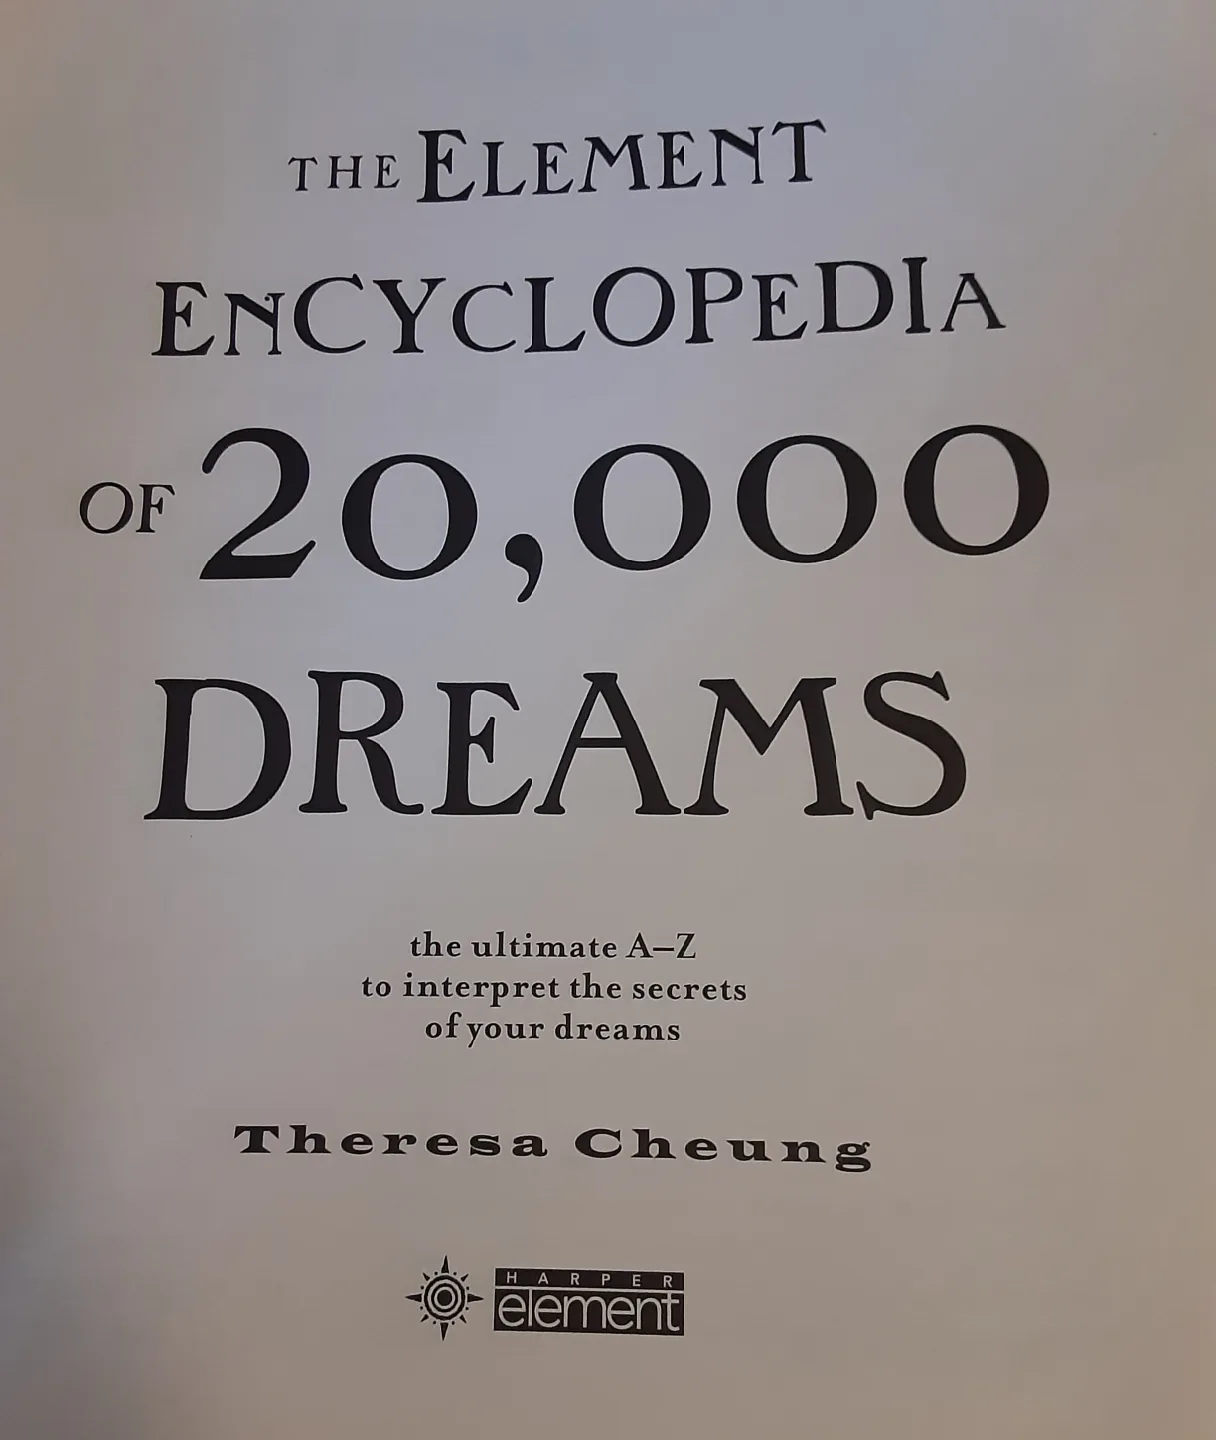 THE ELEMENT
ENCYCLOPEDIA
OF 20,000
DREAMS
the ultimate A–Z
to interpret the secrets
of your dreams
Theresa Cheung
HARPER
element